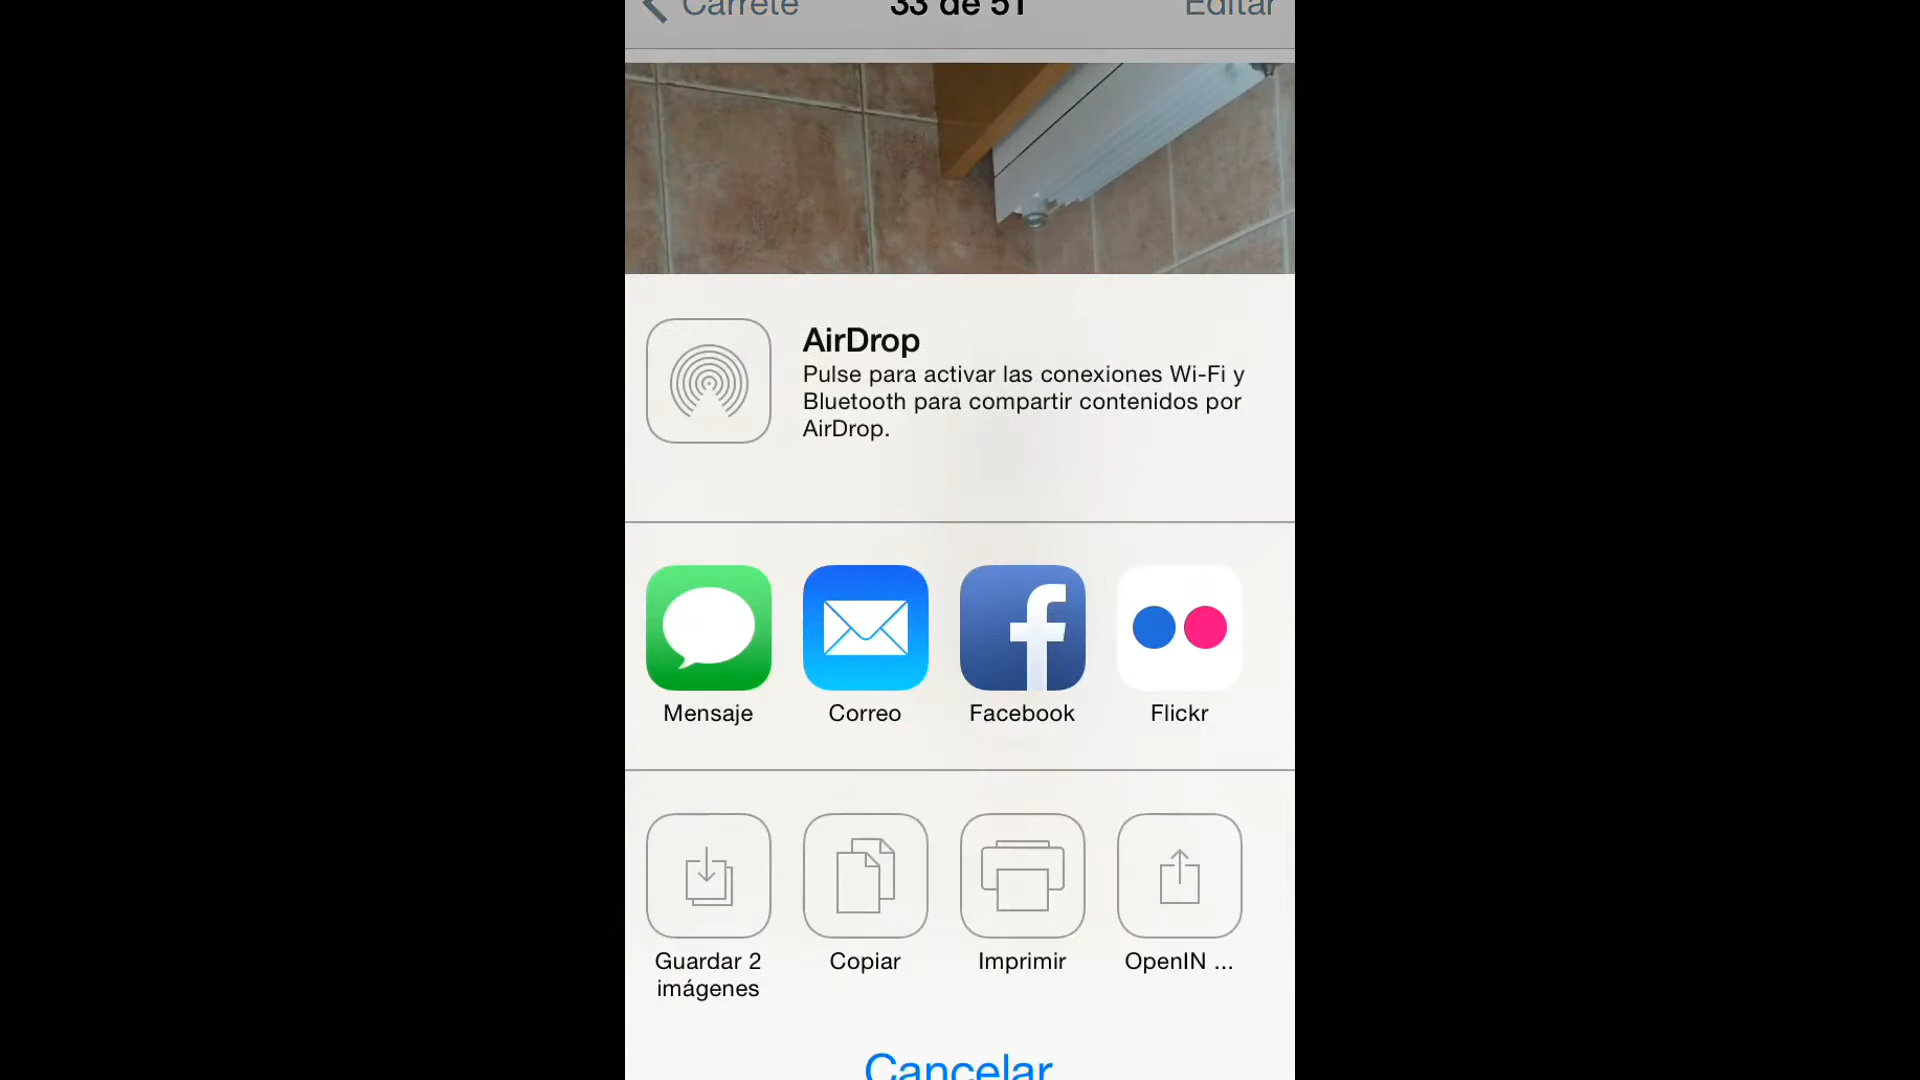 Carrete 33 de 51 Editar
AirDrop
Pulse para activar las conexiones Wi-Fi y
Bluetooth para compartir contenidos por
AirDrop.
Mensaje Correo Facebook Flickr
Guardar 2
imágenes
Copiar Imprimir OpenIN ...
Cancelar